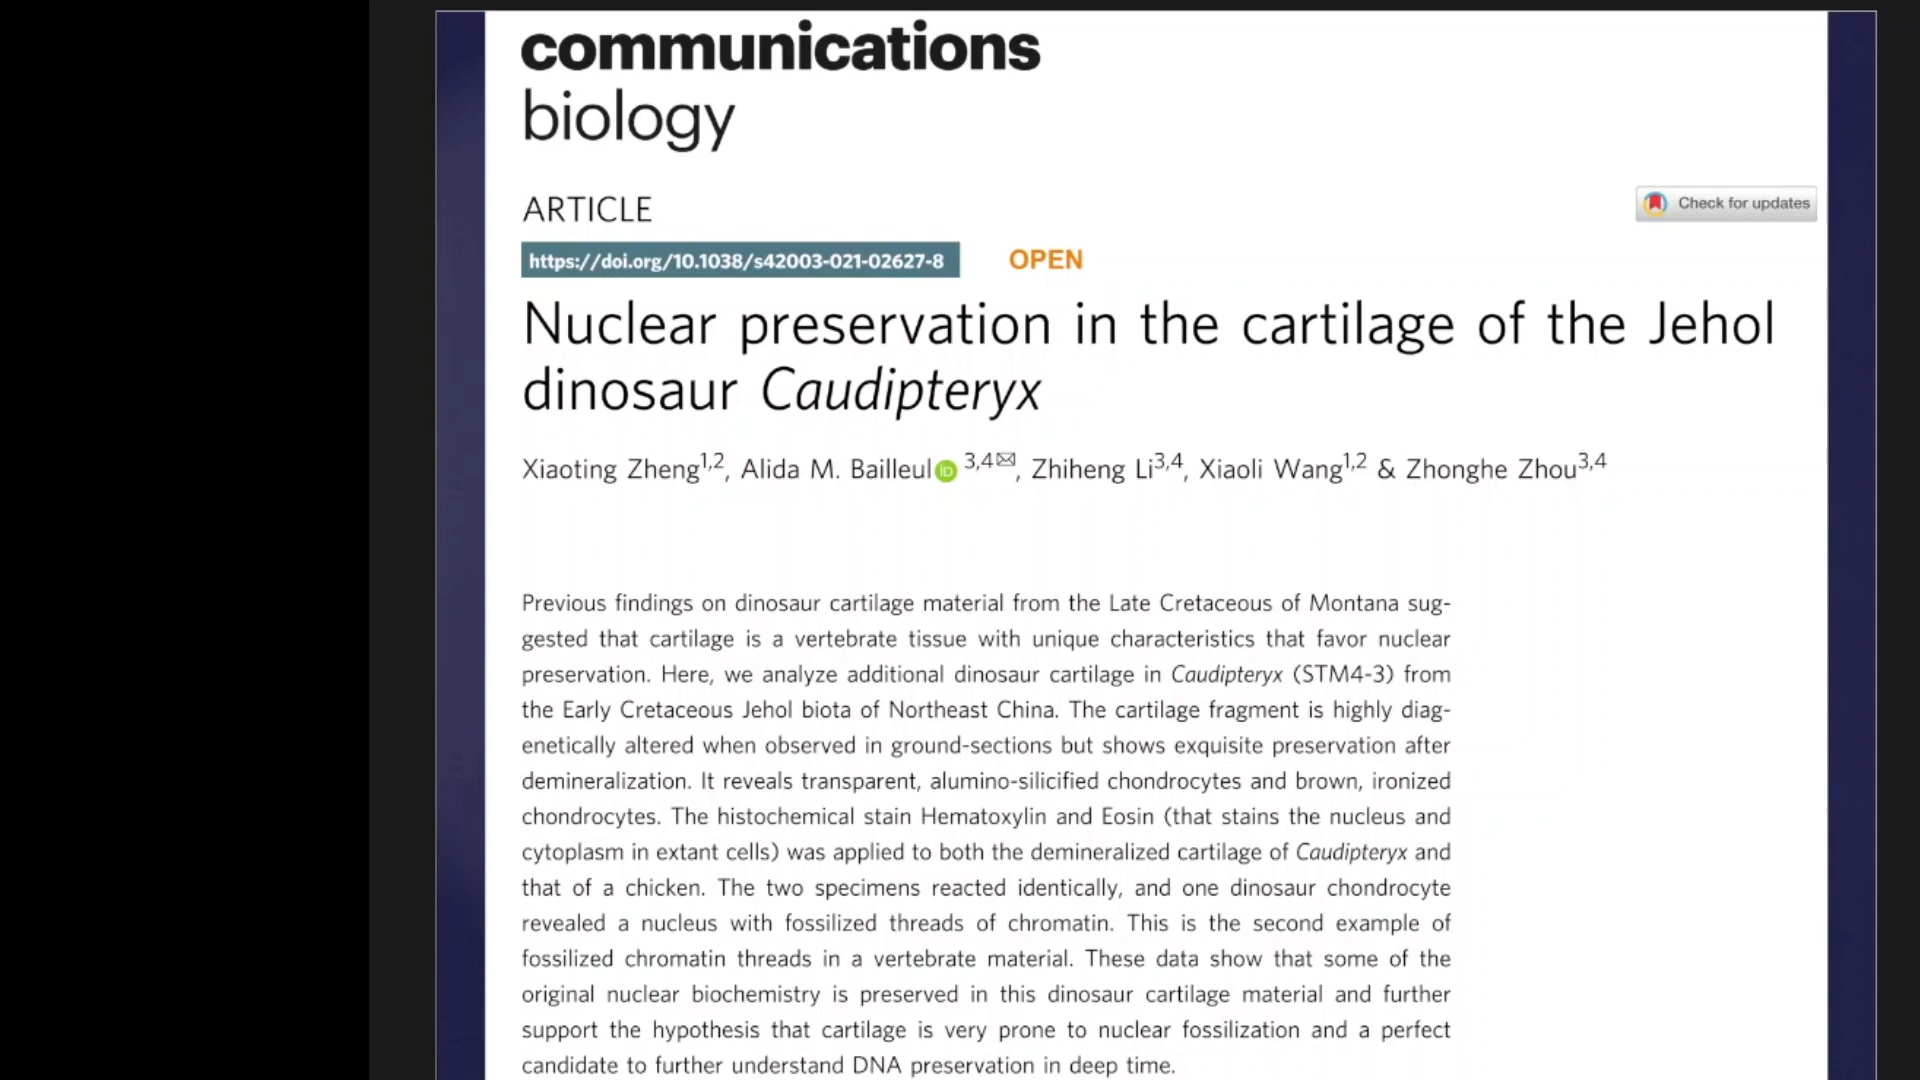 communications
biology
ARTICLE
Check for updates
https://doi.org/10.1038/s42003-021-02627-8
OPEN
Nuclear preservation in the cartilage of the Jehol
dinosaur Caudipteryx
Xiaoting Zheng1,2, Alida M. Bailleul iD 3,4✉, Zhiheng Li3,4, Xiaoli Wang1,2 & Zhonghe Zhou3,4
Previous findings on dinosaur cartilage material from the Late Cretaceous of Montana sug-
gested that cartilage is a vertebrate tissue with unique characteristics that favor nuclear
preservation. Here, we analyze additional dinosaur cartilage in Caudipteryx (STM4-3) from
the Early Cretaceous Jehol biota of Northeast China. The cartilage fragment is highly diag-
enetically altered when observed in ground-sections but shows exquisite preservation after
demineralization. It reveals transparent, alumino-silicified chondrocytes and brown, ironized
chondrocytes. The histochemical stain Hematoxylin and Eosin (that stains the nucleus and
cytoplasm in extant cells) was applied to both the demineralized cartilage of Caudipteryx and
that of a chicken. The two specimens reacted identically, and one dinosaur chondrocyte
revealed a nucleus with fossilized threads of chromatin. This is the second example of
fossilized chromatin threads in a vertebrate material. These data show that some of the
original nuclear biochemistry is preserved in this dinosaur cartilage material and further
support the hypothesis that cartilage is very prone to nuclear fossilization and a perfect
candidate to further understand DNA preservation in deep time.